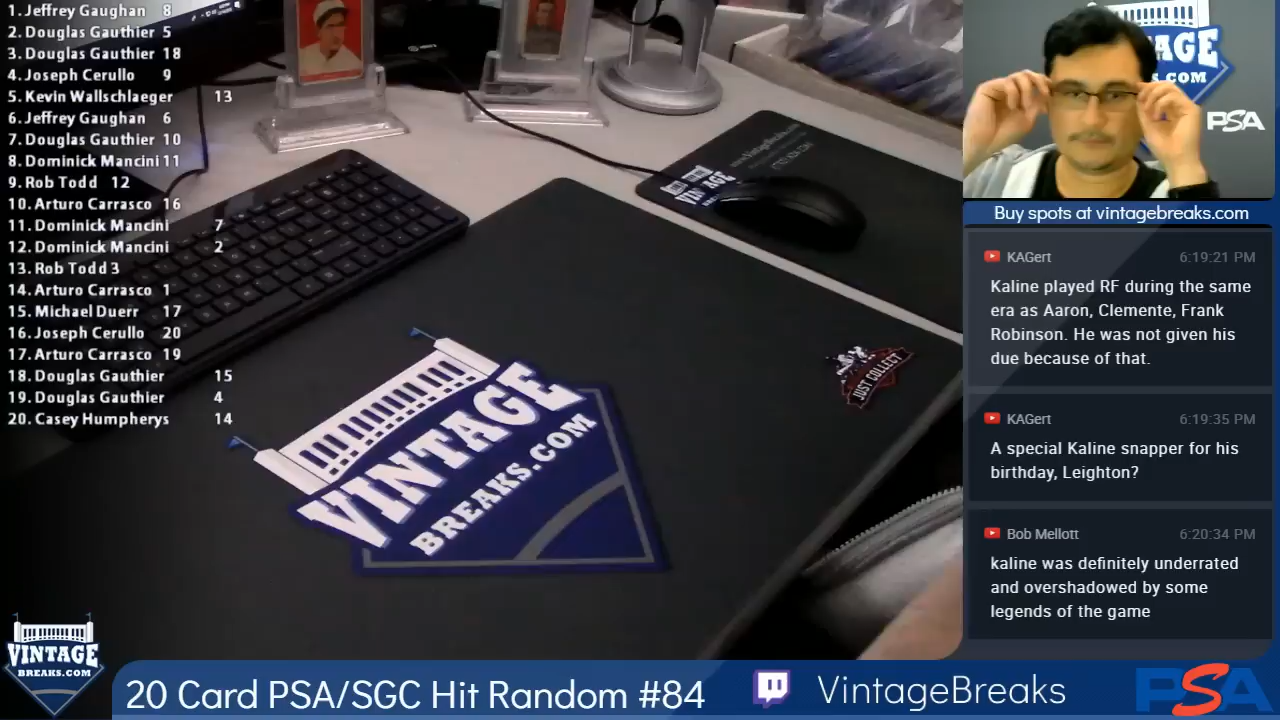 1. Jeffrey Gaughan 8
2. Douglas Gauthier 5
3. Douglas Gauthier 18
4. Joseph Cerullo 9
5. Kevin Wallschlaeger 13
6. Jeffrey Gaughan 6
7. Douglas Gauthier 10
8. Dominick Mancini 11
9. Rob Todd 12
10. Arturo Carrasco 16
11. Dominick Mancini 7
12. Dominick Mancini 2
13. Rob Todd 3
14. Arturo Carrasco 1
15. Michael Duerr 17
16. Joseph Cerullo 20
17. Arturo Carrasco 19
18. Douglas Gauthier 15
19. Douglas Gauthier 4
20. Casey Humpherys 14
VINTAGE
BREAKS.COM
JUST COLLECT
PSA
Buy spots at vintagebreaks.com
KAGert 6:19:21 PM
Kaline played RF during the same
era as Aaron, Clemente, Frank
Robinson. He was not given his
due because of that.
KAGert 6:19:35 PM
A special Kaline snapper for his
birthday, Leighton?
Bob Mellott 6:20:34 PM
kaline was definitely underrated
and overshadowed by some
legends of the game
VINTAGE
BREAKS.COM
20 Card PSA/SGC Hit Random #84
VintageBreaks
PSA